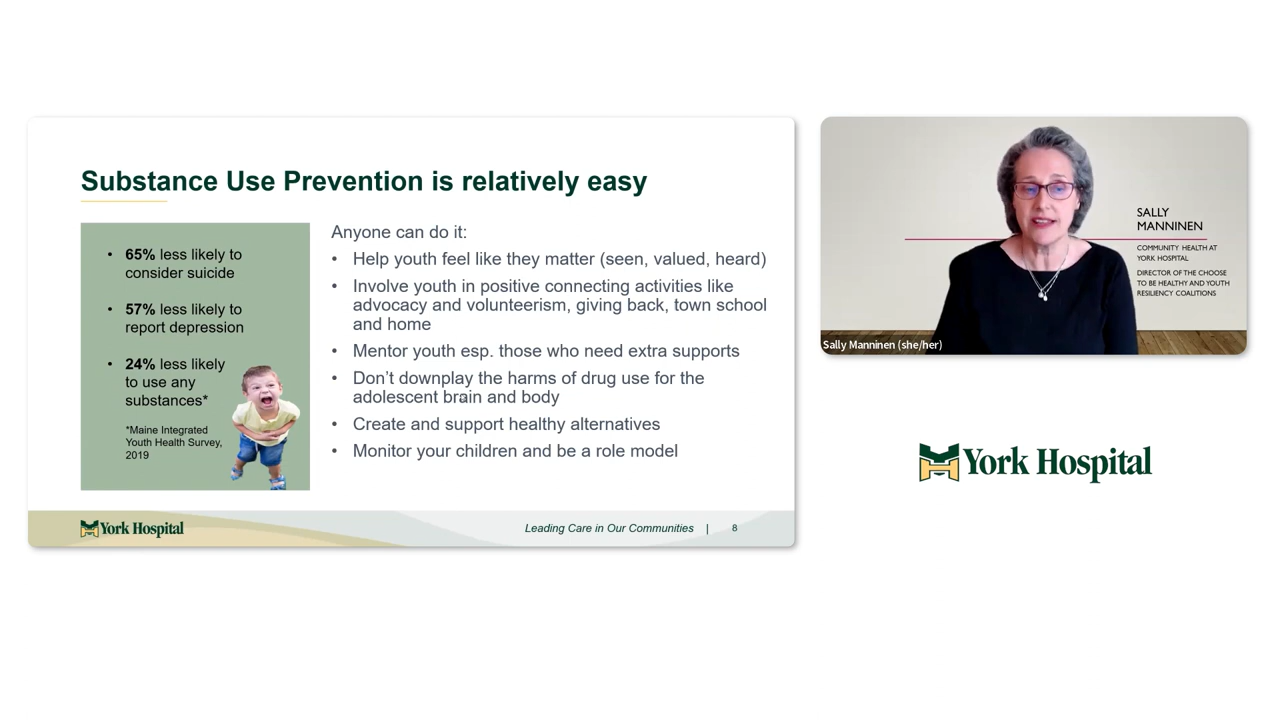 Substance Use Prevention is relatively easy
• 65% less likely to
consider suicide
• 57% less likely to
report depression
• 24% less likely
to use any
substances*
*Maine Integrated
Youth Health Survey,
2019
Anyone can do it:
• Help youth feel like they matter (seen, valued, heard)
• Involve youth in positive connecting activities like
advocacy and volunteerism, giving back, town school
and home
• Mentor youth esp. those who need extra supports
• Don’t downplay the harms of drug use for the
adolescent brain and body
• Create and support healthy alternatives
• Monitor your children and be a role model
York Hospital
Leading Care in Our Communities | 8
SALLY
MANNINEN
COMMUNITY HEALTH AT
YORK HOSPITAL
DIRECTOR OF THE CHOOSE
TO BE HEALTHY AND YOUTH
RESILIENCY COALITIONS
Sally Manninen (she/her)
York Hospital